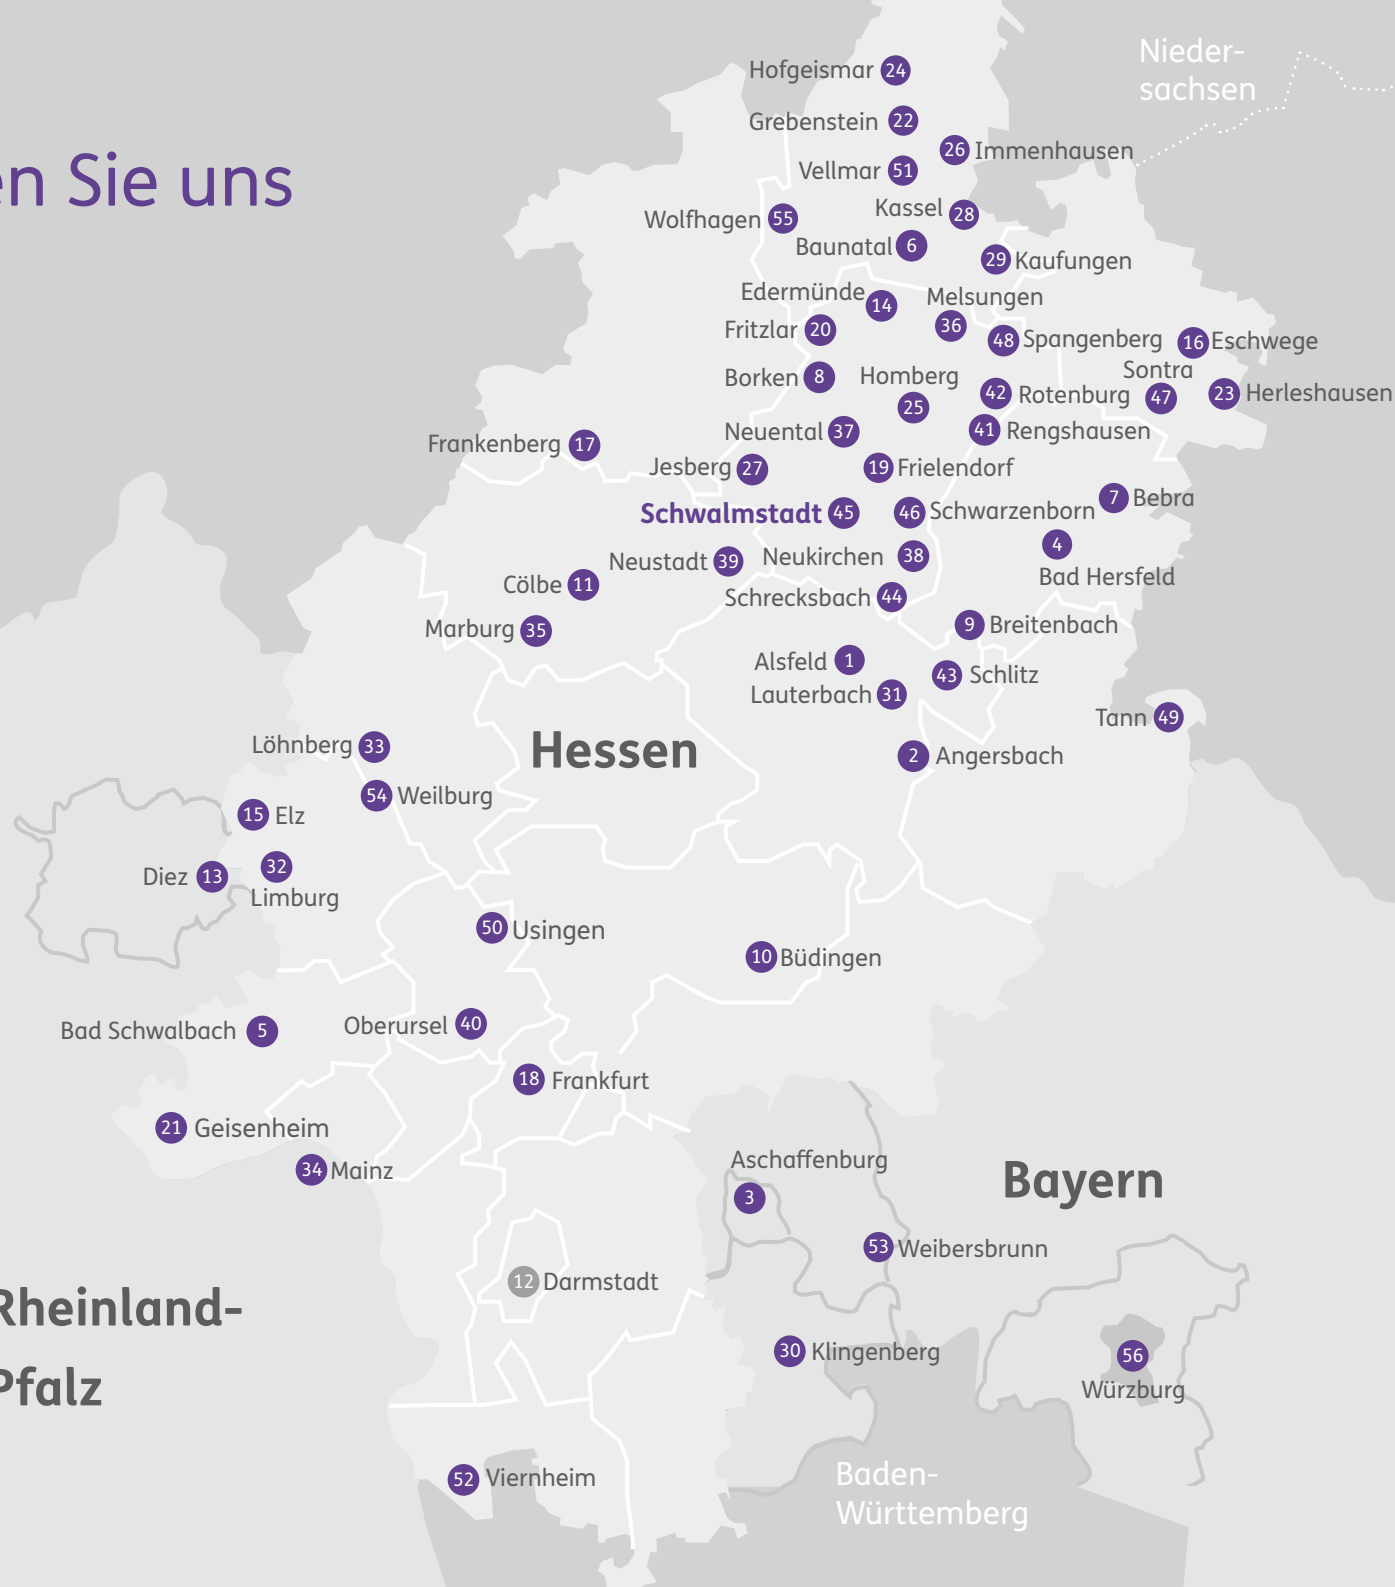 Nieder-
sachsen
Hofgeismar 24
Grebenstein 22
26 Immenhausen
Vellmar 51
en Sie uns
Kassel 28
Wolfhagen 55
Baunatal 6
29 Kaufungen
Edermünde 14
Melsungen 36
Fritzlar 20
48 Spangenberg
16 Eschwege
Sontra 47
Borken 8
Homberg 25
42 Rotenburg
23 Herleshausen
Neuental 37
41 Rengshausen
Frankenberg 17
Jesberg 27
19 Frielendorf
7 Bebra
Schwalmstadt 45
46 Schwarzenborn
4
Bad Hersfeld
Neustadt 39
Neukirchen 38
Cölbe 11
Schrecksbach 44
Marburg 35
9 Breitenbach
Alsfeld 1
43 Schlitz
Lauterbach 31
Tann 49
Löhnberg 33
Hessen
2 Angersbach
54 Weilburg
15 Elz
Diez 13
32
Limburg
50 Usingen
10 Büdingen
Bad Schwalbach 5
Oberursel 40
18 Frankfurt
21 Geisenheim
34 Mainz
Aschaffenburg
3
Bayern
53 Weibersbrunn
12 Darmstadt
Rheinland-
Pfalz
30 Klingenberg
56
Würzburg
52 Viernheim
Baden-
Württemberg